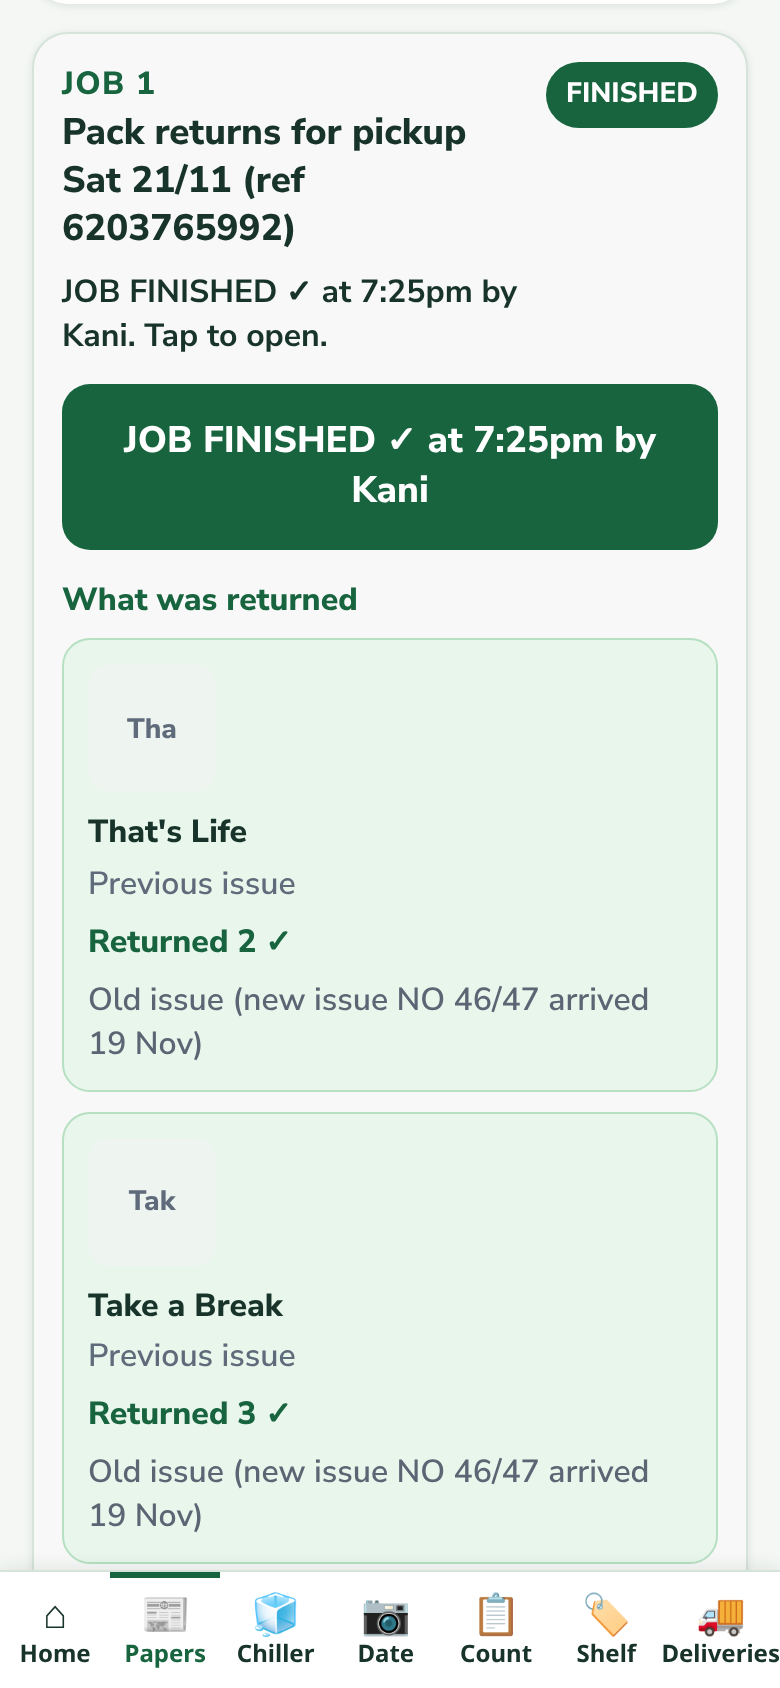 JOB 1
FINISHED
Pack returns for pickup
Sat 21/11 (ref
6203765992)
JOB FINISHED ✓ at 7:25pm by
Kani. Tap to open.
JOB FINISHED ✓ at 7:25pm by
Kani
What was returned
Tha
That's Life
Previous issue
Returned 2 ✓
Old issue (new issue NO 46/47 arrived
19 Nov)
Tak
Take a Break
Previous issue
Returned 3 ✓
Old issue (new issue NO 46/47 arrived
19 Nov)
Home Papers Chiller Date Count Shelf Deliveries